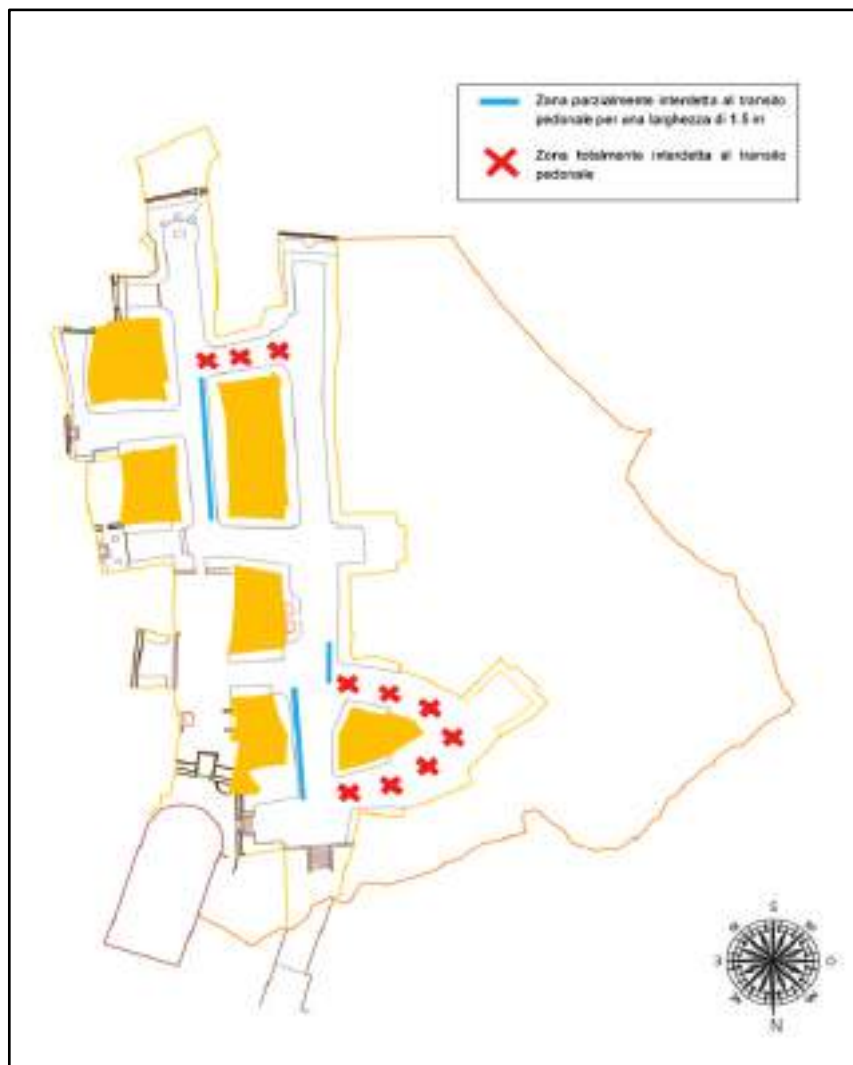 Zona parzialmente interdetta al transito
pedonale per una larghezza di 1.5 m
Zona totalmente interdetta al transito
pedonale
S
E
O
N